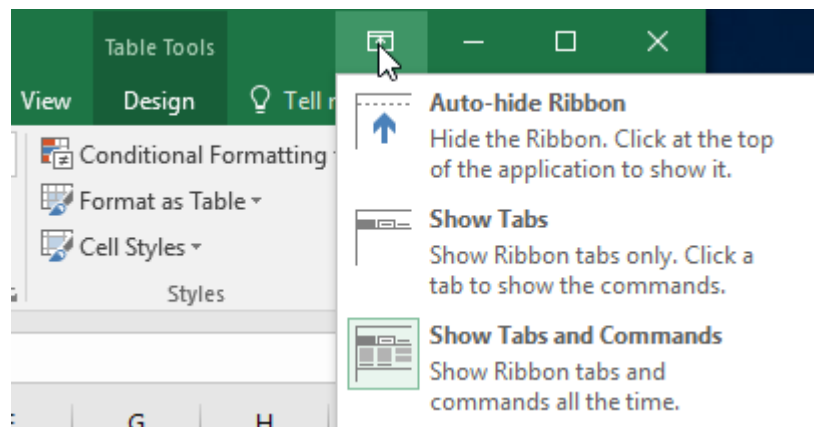 Table Tools
View Design Tell
Auto-hide Ribbon
Hide the Ribbon. Click at the top
of the application to show it.
Show Tabs
Show Ribbon tabs only. Click a
tab to show the commands.
Show Tabs and Commands
Show Ribbon tabs and
commands all the time.
Conditional Formatting
Format as Table
Cell Styles
Styles
G H